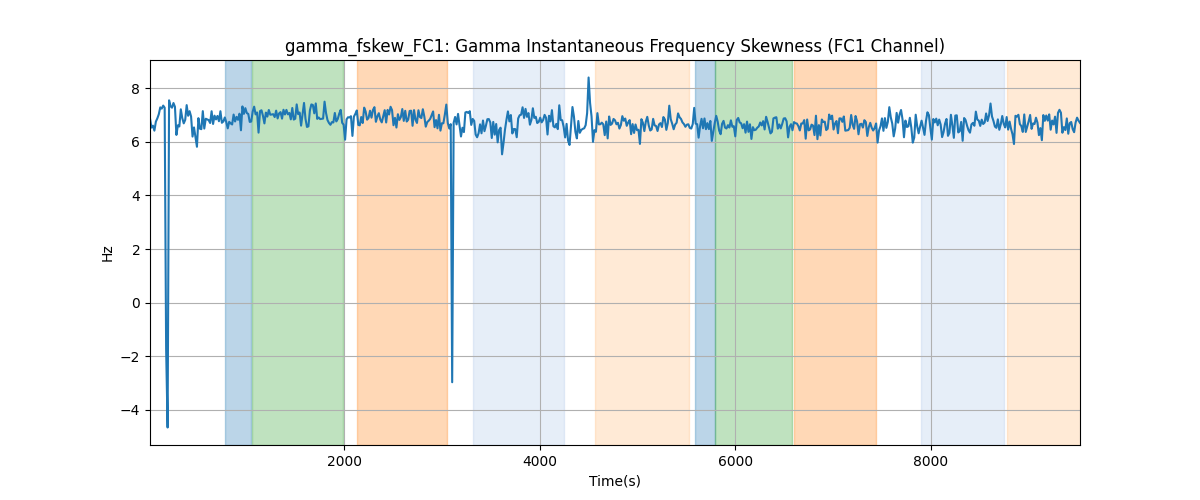 gamma_fskew_FC1: Gamma Instantaneous Frequency Skewness (FC1 Channel)
8
6
4
2
0
−2
−4
Hz
2000 4000 6000 8000
Time(s)